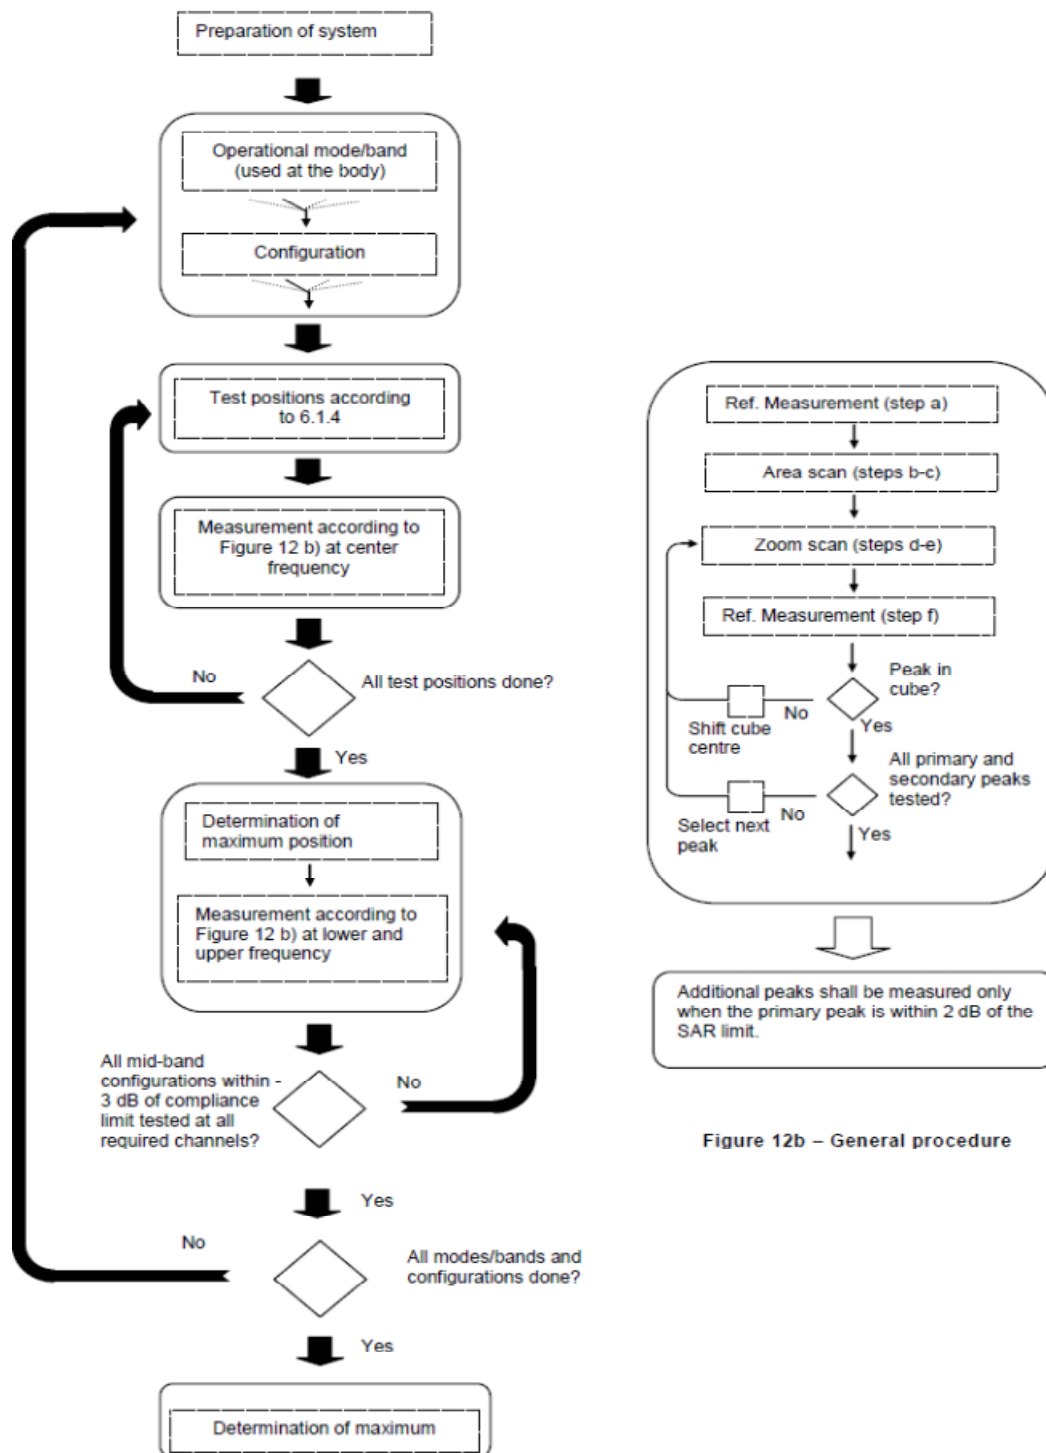 Preparation of system
Operational mode/band
(used at the body)
Configuration
Test positions according
to 6.1.4
Measurement according to
Figure 12 b) at center
frequency
No
All test positions done?
Yes
Determination of
maximum position
Measurement according to
Figure 12 b) at lower and
upper frequency
All mid-band
configurations within -
3 dB of compliance
limit tested at all
required channels?
No
Yes
No
All modes/bands and
configurations done?
Yes
Determination of maximum
Ref. Measurement (step a)
Area scan (steps b-c)
Zoom scan (steps d-e)
Ref. Measurement (step f)
Peak in
cube?
No
Shift cube
centre
Yes
All primary and
secondary peaks
tested?
No
Select next
peak
Yes
Additional peaks shall be measured only
when the primary peak is within 2 dB of the
SAR limit.
Figure 12b – General procedure